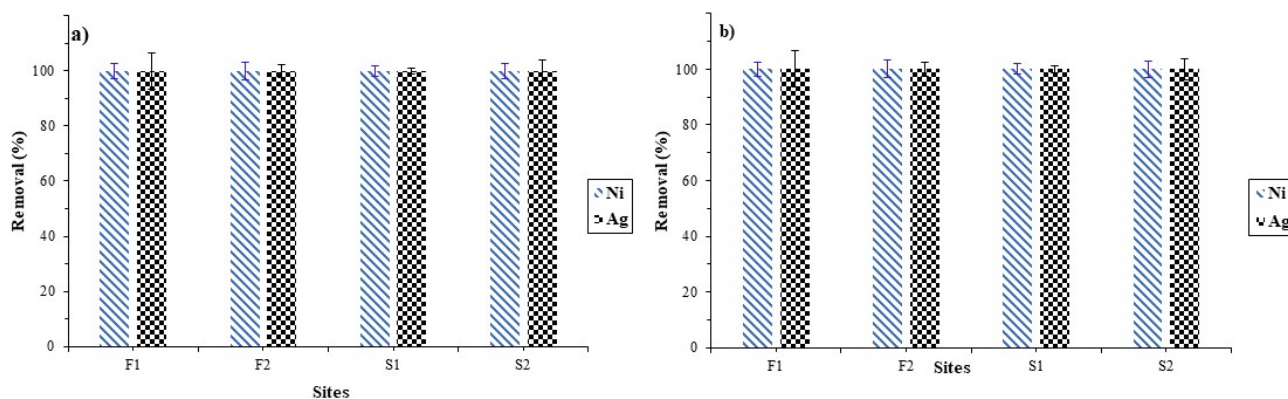 a)
100
80
60
40
20
0
Removal (%)
F1 F2 S1 S2
Sites
Ni
Ag
b)
100
80
60
40
20
0
Removal (%)
F1 F2 S1 S2
Sites
Ni
Ag